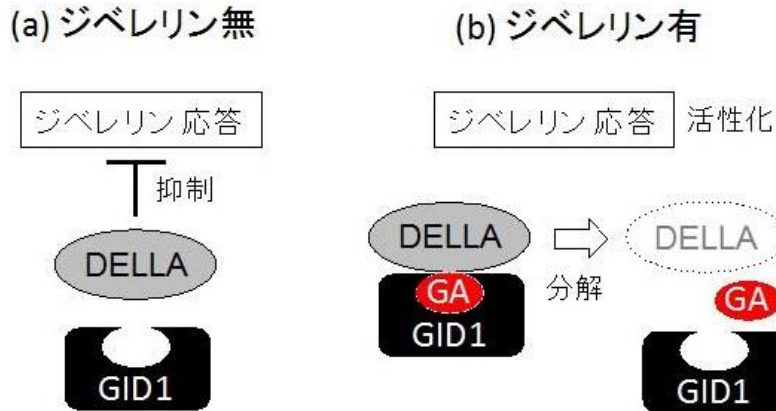 (a) ジベレリン無
ジベレリン 応答
抑制
DELLA
GID1
(b) ジベレリン有
ジベレリン 応答 活性化
DELLA
GA
GID1
分解
DELLA
GA
GID1